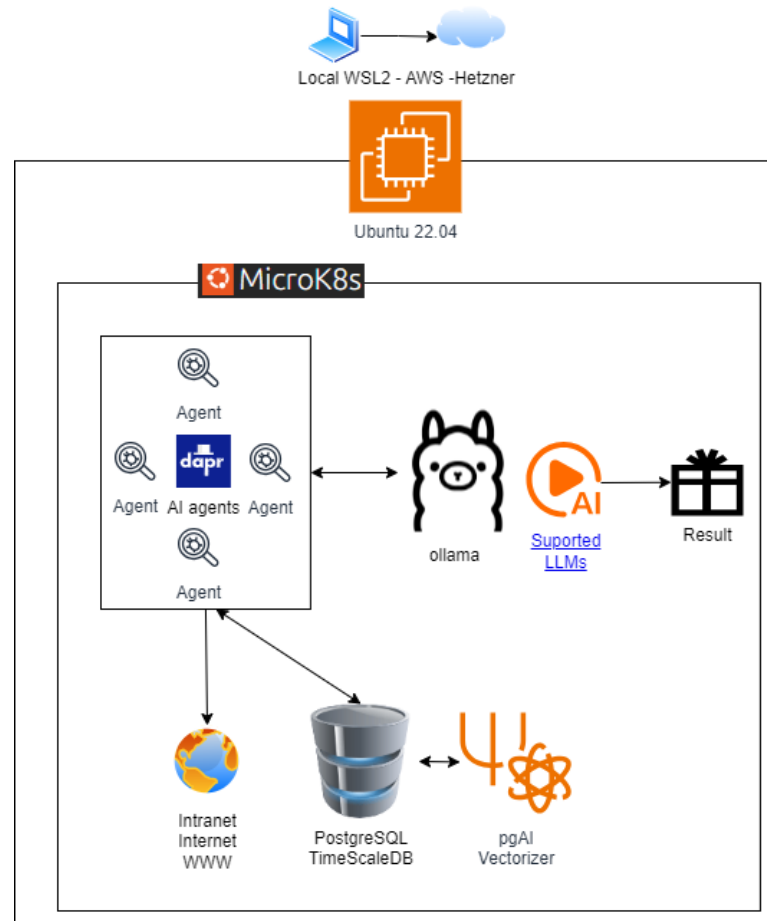 Local WSL2 - AWS -Hetzner
Ubuntu 22.04
MicroK8s
Agent
dapr
Agent
AI agents
Agent
Agent
ollama
AI
Suported
LLMs
Result
Intranet
Internet
WWW
PostgreSQL
TimeScaleDB
pgAI
Vectorizer